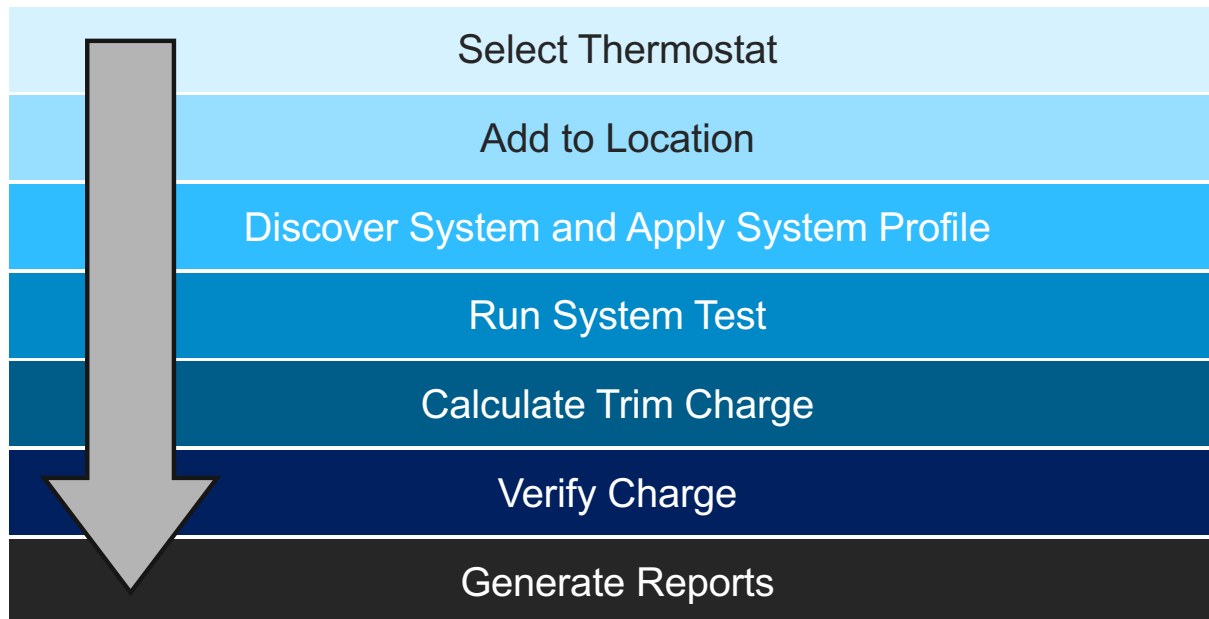 Select Thermostat
Add to Location
Discover System and Apply System Profile
Run System Test
Calculate Trim Charge
Verify Charge
Generate Reports